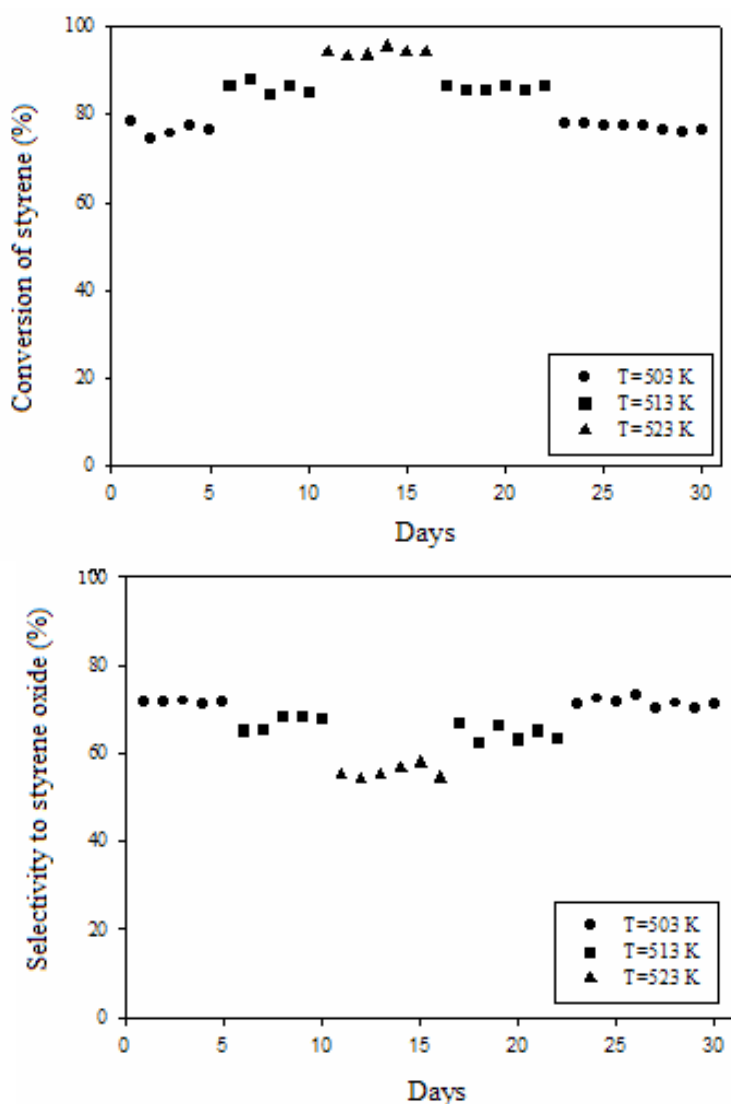 100
80
60
40
20
0
Conversion of styrene (%)
T=503 K
T=513 K
T=523 K
0 5 10 15 20 25 30
Days
100
80
60
40
20
0
Selectivity to styrene oxide (%)
T=503 K
T=513 K
T=523 K
0 5 10 15 20 25 30
Days